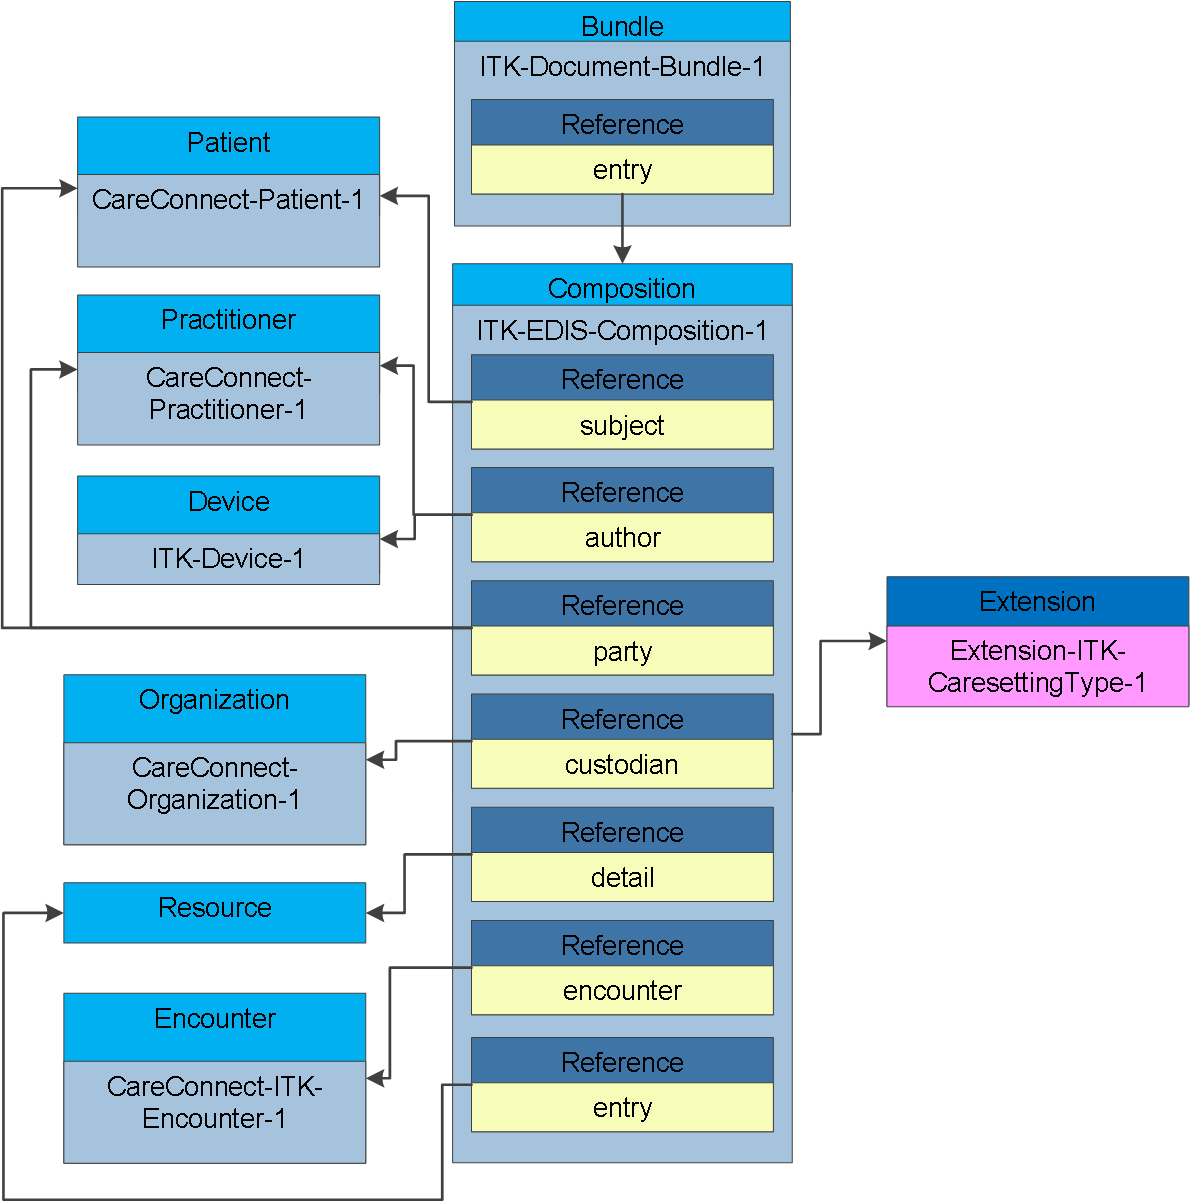 Bundle
ITK-Document-Bundle-1
Reference
entry
Patient
CareConnect-Patient-1
Practitioner
CareConnect-
Practitioner-1
Device
ITK-Device-1
Organization
CareConnect-
Organization-1
Resource
Encounter
CareConnect-ITK-
Encounter-1
Composition
ITK-EDIS-Composition-1
Reference
subject
Reference
author
Reference
party
Reference
custodian
Reference
detail
Reference
encounter
Reference
entry
Extension
Extension-ITK-
CaresettingType-1